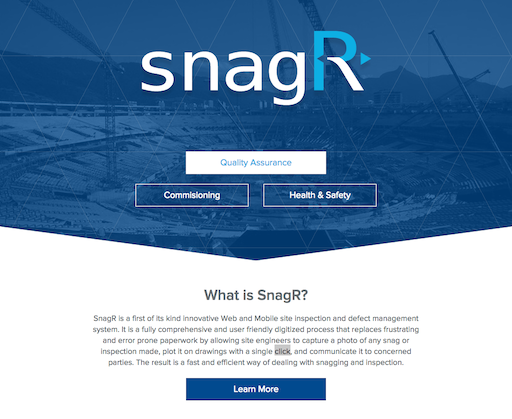 snagR
Quality Assurance
Commisioning
Health & Safety
What is SnagR?
SnagR is a first of its kind innovative Web and Mobile site inspection and defect management
system. It is a fully comprehensive and user friendly digitized process that replaces frustrating
and error prone paperwork by allowing site engineers to capture a photo of any snag or
inspection made, plot it on drawings with a single click, and communicate it to concerned
parties. The result is a fast and efficient way of dealing with snagging and inspection.
Learn More